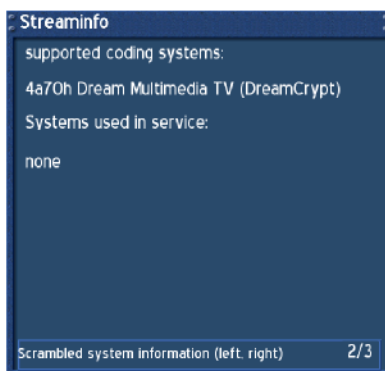 Streaminfo
supported coding systems:
4a70h Dream Multimedia TV (DreamCrypt)
Systems used in service:
none
Scrambled system information (left, right) 2/3